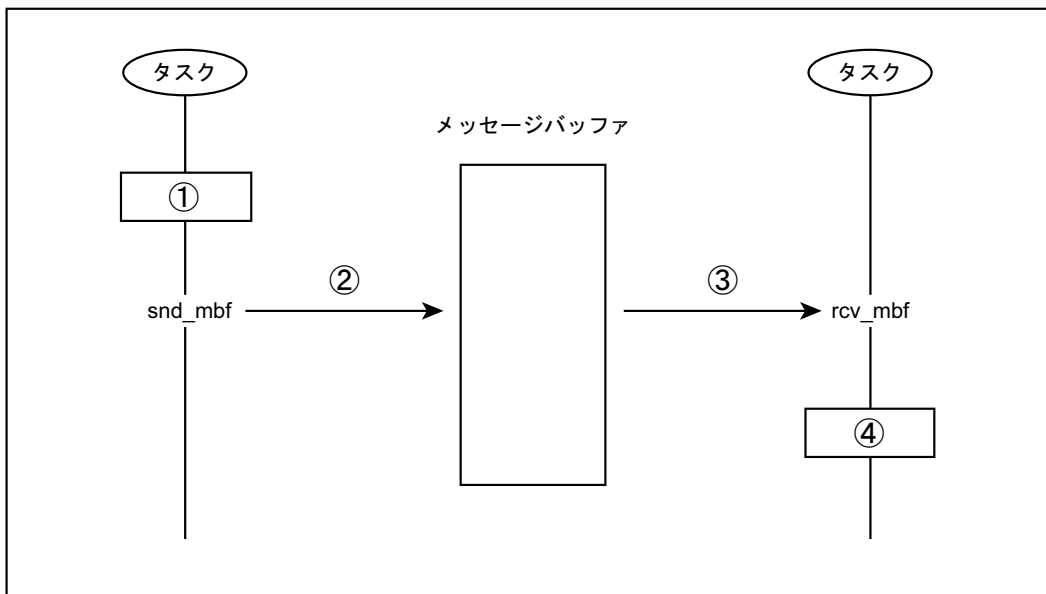 タスク
タスク
メッセージバッファ
①
②
③
snd_mbf
rcv_mbf
④